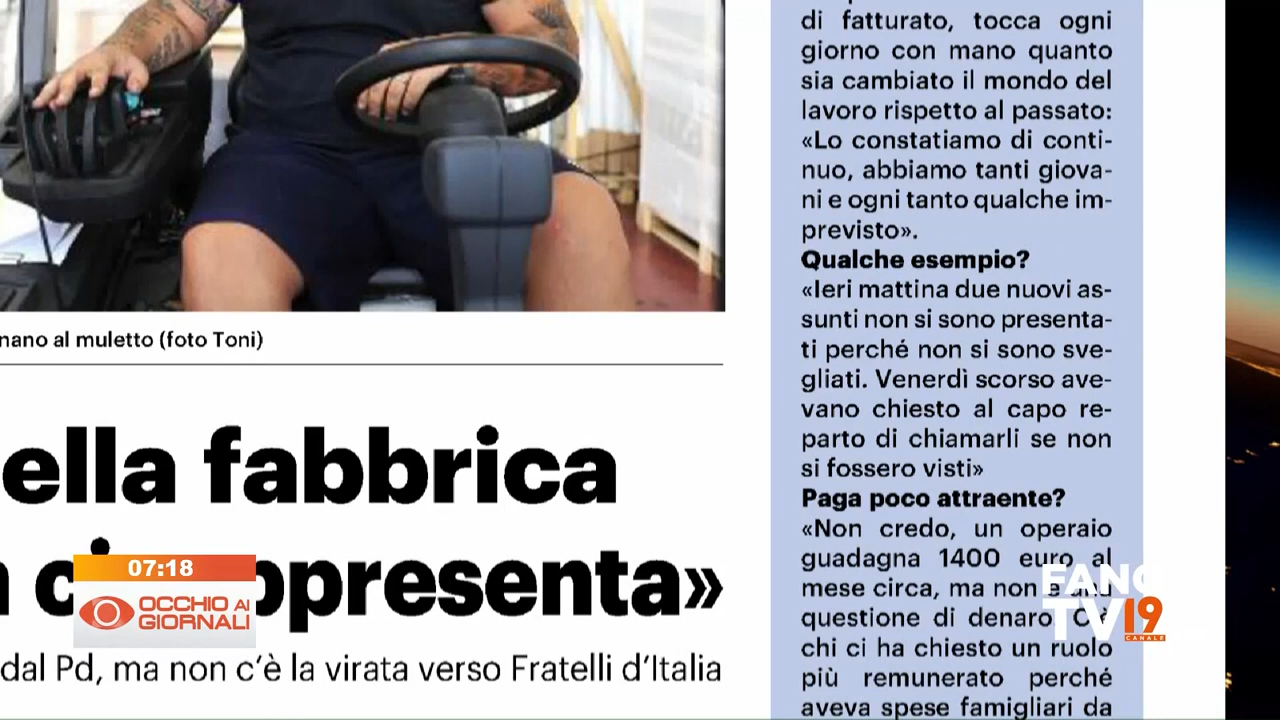 nano al muletto (foto Toni)
ella fabbrica
ppresenta»
dal Pd, ma non c'è la virata verso Fratelli d'Italia
di fatturato, tocca ogni
giorno con mano quanto
sia cambiato il mondo del
lavoro rispetto al passato:
«Lo constatiamo di conti-
nuo, abbiamo tanti giova-
ni e ogni tanto qualche im-
previsto».
Qualche esempio?
«Ieri mattina due nuovi as-
sunti non si sono presenta-
ti perché non si sono sve-
gliati. Venerdì scorso ave-
vano chiesto al capo re-
parto di chiamarli se non
si fossero visti»
Paga poco attraente?
«Non credo, un operaio
guadagna 1400 euro al
mese circa, ma non è
questione di denaro.
chi ci ha chiesto un ruolo
più remunerato perché
aveva spese famigliari da
07:18
OCCHIO AI
GIORNALI
FANO
TV19
CANALE